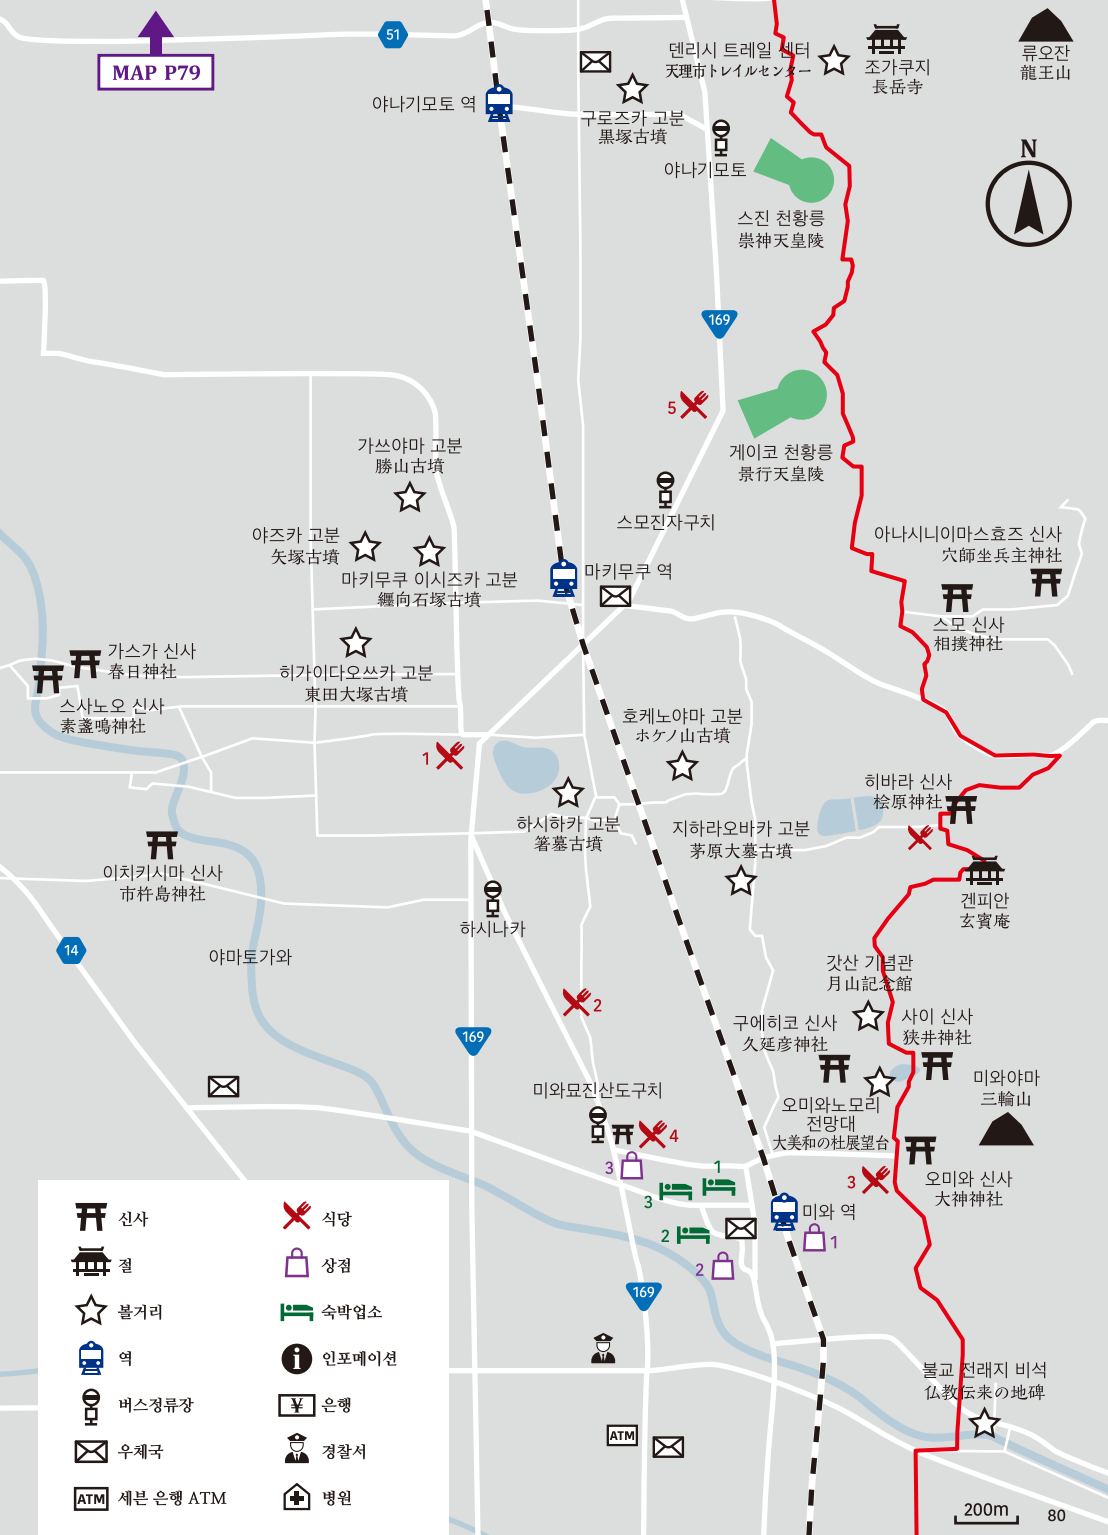 MAP P79
51
덴리시 트레일 센터
天理市トレイルセンター
조가쿠지
長岳寺
류오잔
龍王山
야나기모토 역
구로즈카 고분
黒塚古墳
야나기모토
N
스진 천황릉
崇神天皇陵
169
5
게이코 천황릉
景行天皇陵
가쓰야마 고분
勝山古墳
스모진자구치
야즈카 고분
矢塚古墳
마키무쿠 이시즈카 고분
纒向石塚古墳
마키무쿠 역
아나시니이마스효즈 신사
穴師坐兵主神社
스모 신사
相撲神社
가스가 신사
春日神社
히가이다오쓰카 고분
東田大塚古墳
스사노오 신사
素盞鳴神社
호케노야마 고분
ホケノ山古墳
1
히바라 신사
桧原神社
하시하카 고분
箸墓古墳
지하라오바카 고분
茅原大墓古墳
이치키시마 신사
市杵島神社
겐피안
玄賓庵
하시나카
14
야마토가와
갓산 기념관
月山記念館
2
구에히코 신사
久延彦神社
사이 신사
狭井神社
169
미와야마
三輪山
미와묘진산도구치
오미와노모리
전망대
大美和の杜展望台
4
3
1
3
3
오미와 신사
大神神社
미와 역
2
1
2
169
신사
식당
절
상점
볼거리
숙박업소
역
인포메이션
버스정류장
¥
은행
우체국
경찰서
ATM
세븐 은행 ATM
병원
불교 전래지 비석
仏教伝来の地碑
ATM
200m
80